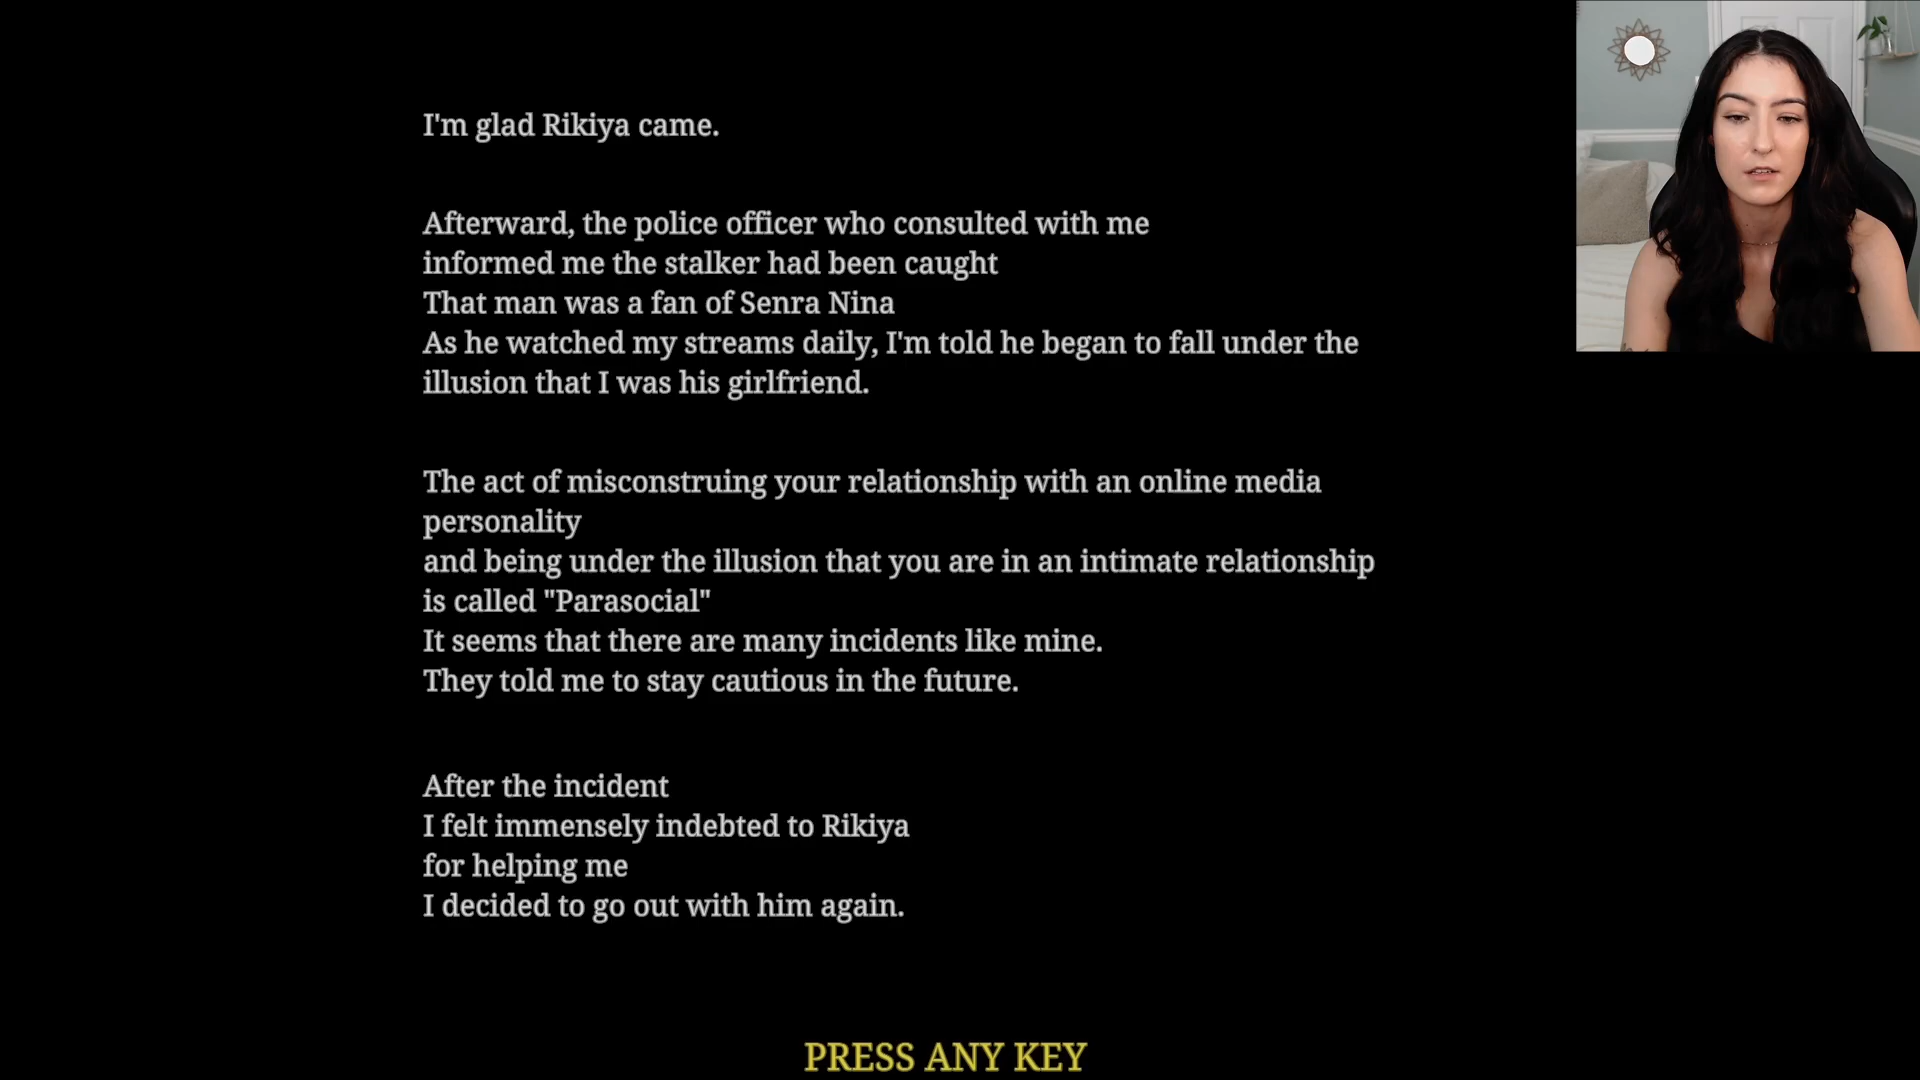 I'm glad Rikiya came.
Afterward, the police officer who consulted with me
informed me the stalker had been caught
That man was a fan of Senra Nina
As he watched my streams daily, I'm told he began to fall under the
illusion that I was his girlfriend.
The act of misconstruing your relationship with an online media
personality
and being under the illusion that you are in an intimate relationship
is called "Parasocial"
It seems that there are many incidents like mine.
They told me to stay cautious in the future.
After the incident
I felt immensely indebted to Rikiya
for helping me
I decided to go out with him again.
PRESS ANY KEY